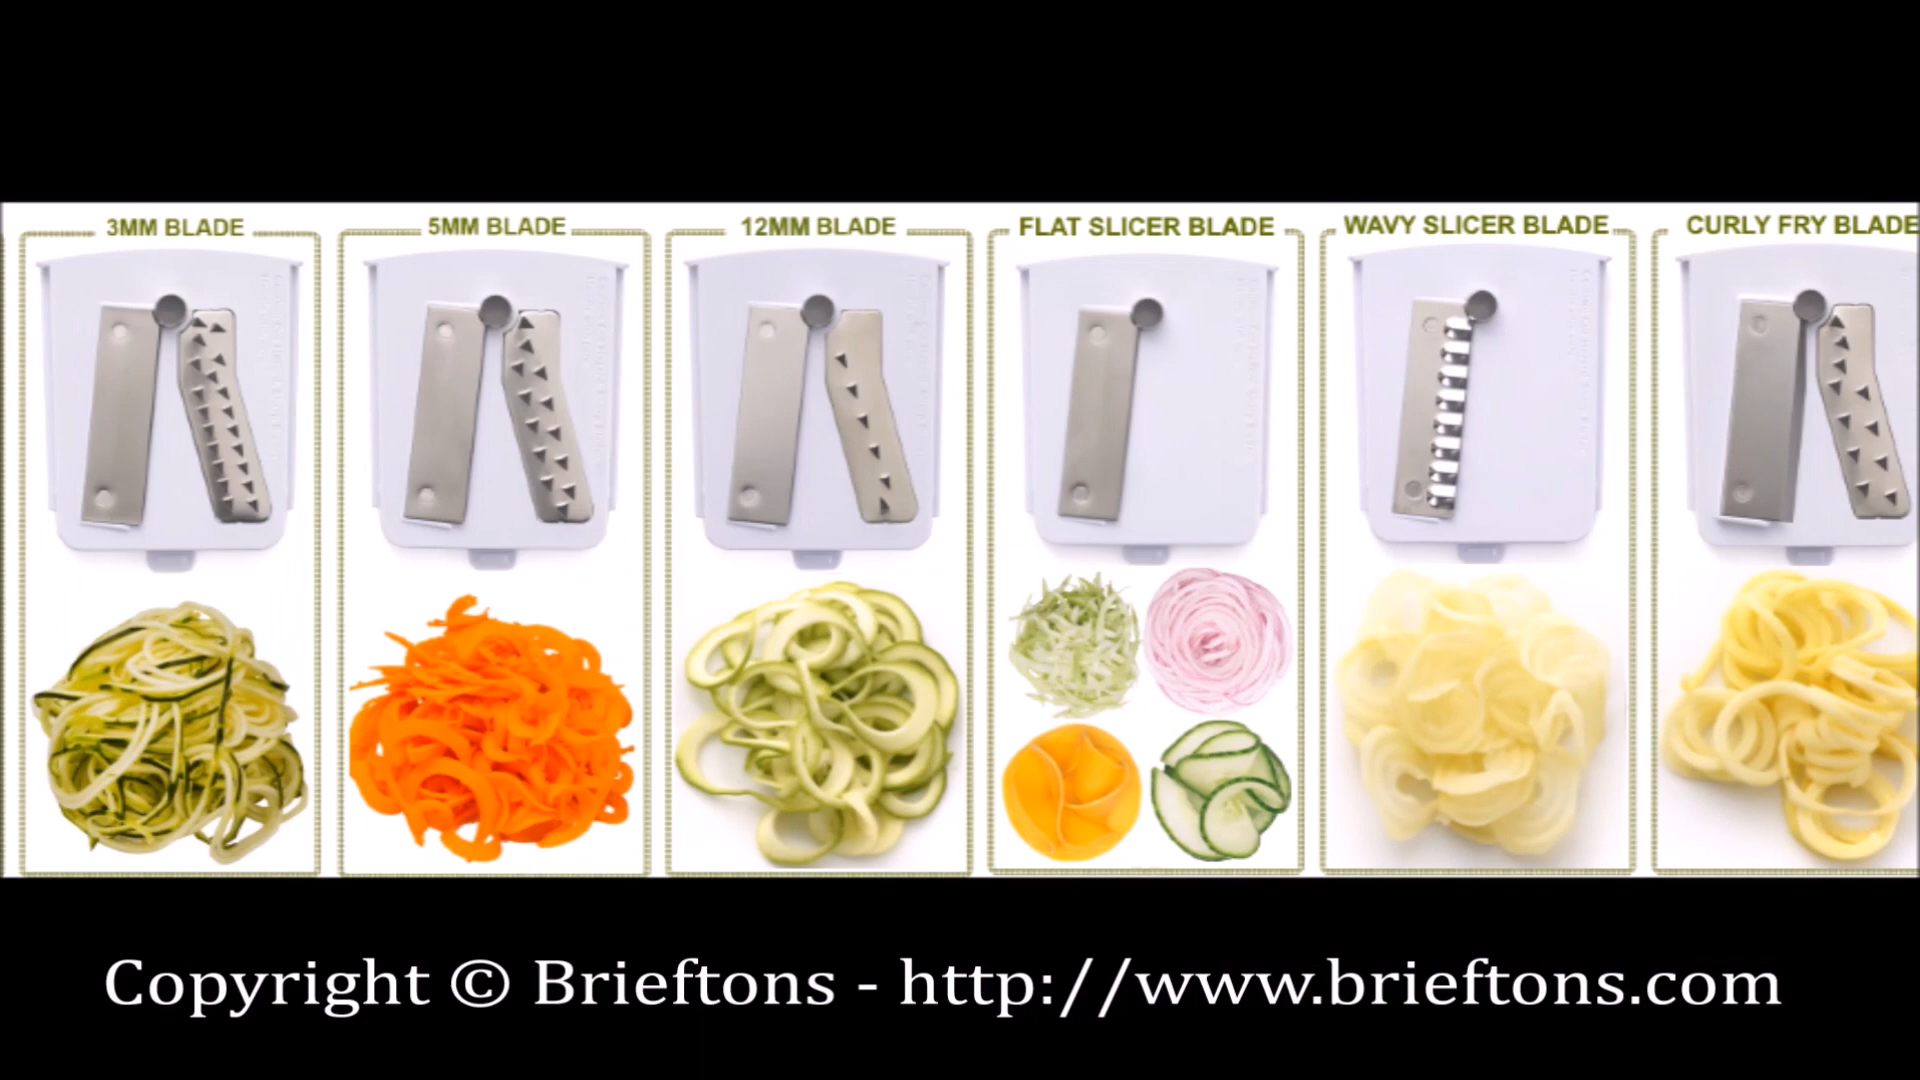 3MM BLADE
5MM BLADE
12MM BLADE
FLAT SLICER BLADE
WAVY SLICER BLADE
CURLY FRY BLADE
Copyright © Brieftons - http://www.brieftons.com